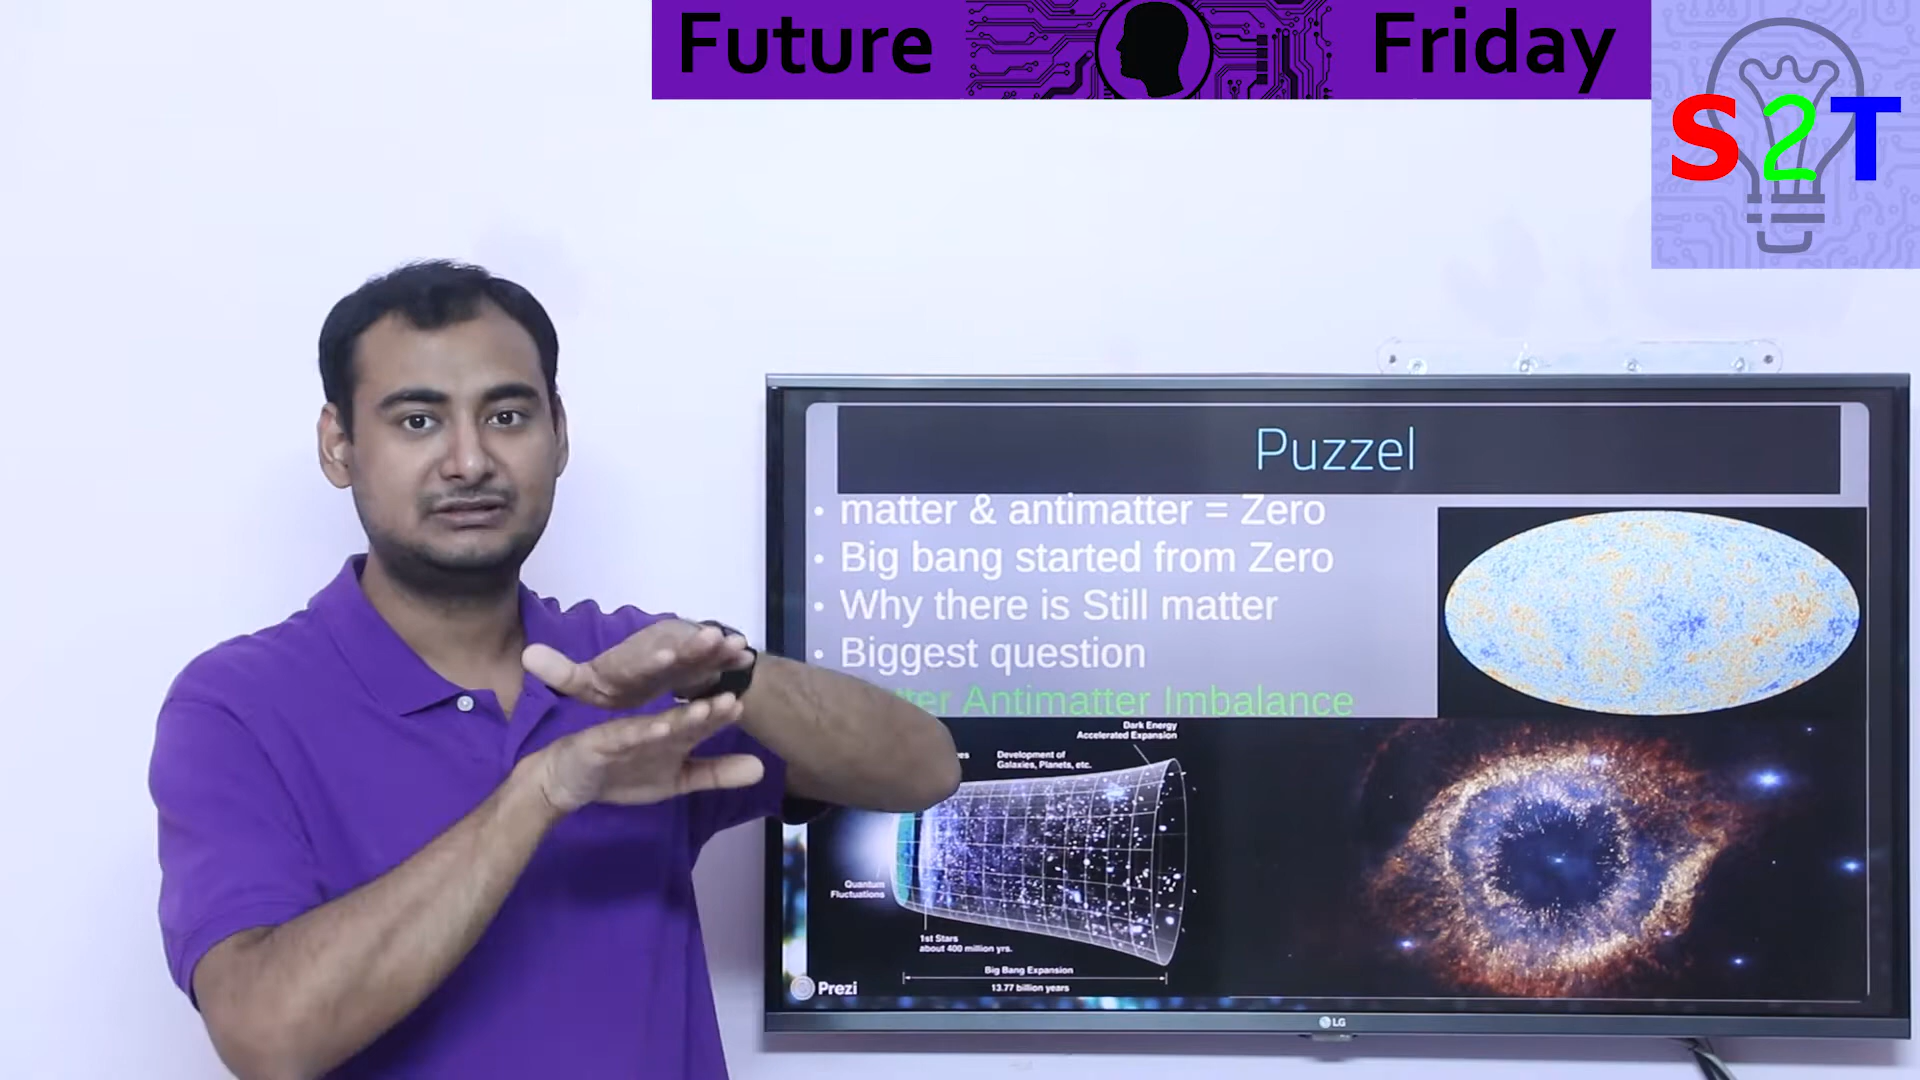 Future Friday
S2T
Puzzel
• matter & antimatter = Zero
• Big bang started from Zero
• Why there is Still matter
• Biggest question
Antimatter Imbalance
Dark Energy
Accelerated Expansion
Development of
Galaxies, Planets, etc.
Quantum
Fluctuations
1st Stars
about 400 million yrs.
Big Bang Expansion
13.77 billion years
Prezi
LG